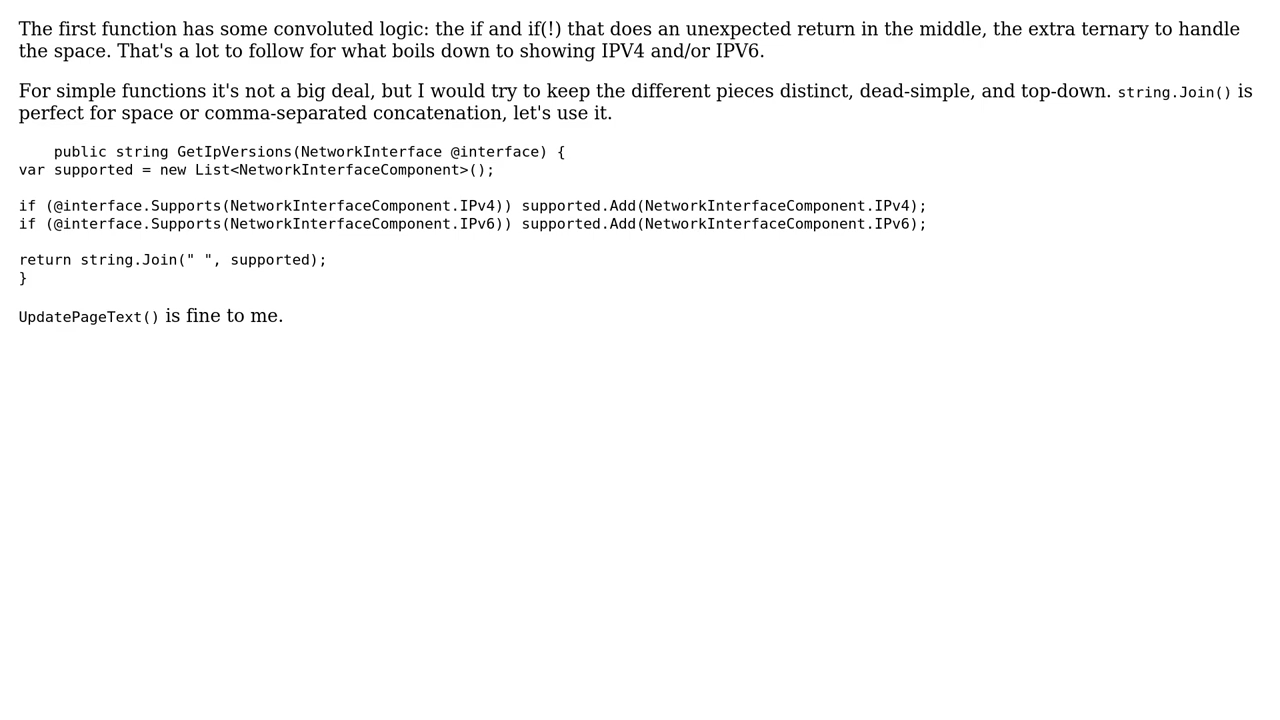 The first function has some convoluted logic: the if and if(!) that does an unexpected return in the middle, the extra ternary to handle
the space. That's a lot to follow for what boils down to showing IPV4 and/or IPV6.
For simple functions it's not a big deal, but I would try to keep the different pieces distinct, dead-simple, and top-down. string.Join() is
perfect for space or comma-separated concatenation, let's use it.
    public string GetIpVersions(NetworkInterface @interface) {
var supported = new List<NetworkInterfaceComponent>();
if (@interface.Supports(NetworkInterfaceComponent.IPv4)) supported.Add(NetworkInterfaceComponent.IPv4);
if (@interface.Supports(NetworkInterfaceComponent.IPv6)) supported.Add(NetworkInterfaceComponent.IPv6);
return string.Join(" ", supported);
}
UpdatePageText() is fine to me.